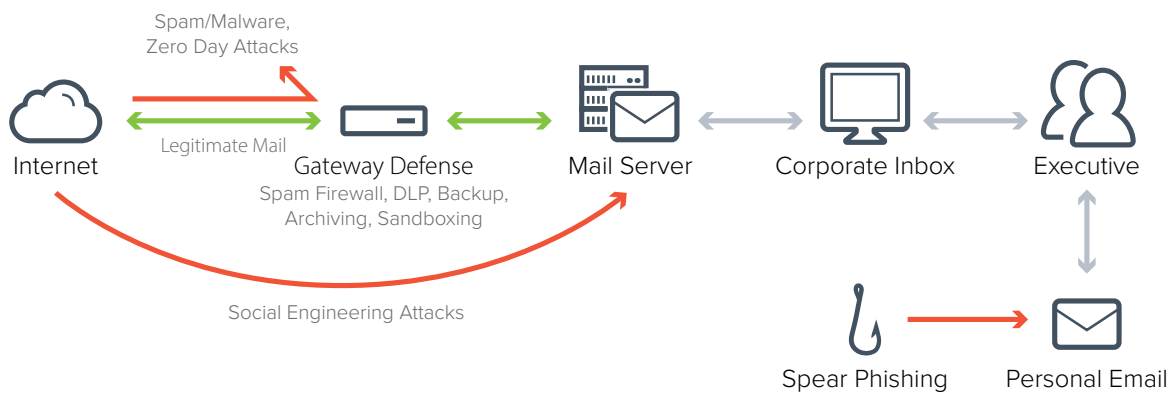 Spam/Malware,
Zero Day Attacks
Legitimate Mail
Internet
Gateway Defense
Spam Firewall, DLP, Backup,
Archiving, Sandboxing
Mail Server
Corporate Inbox
Executive
Social Engineering Attacks
Spear Phishing
Personal Email